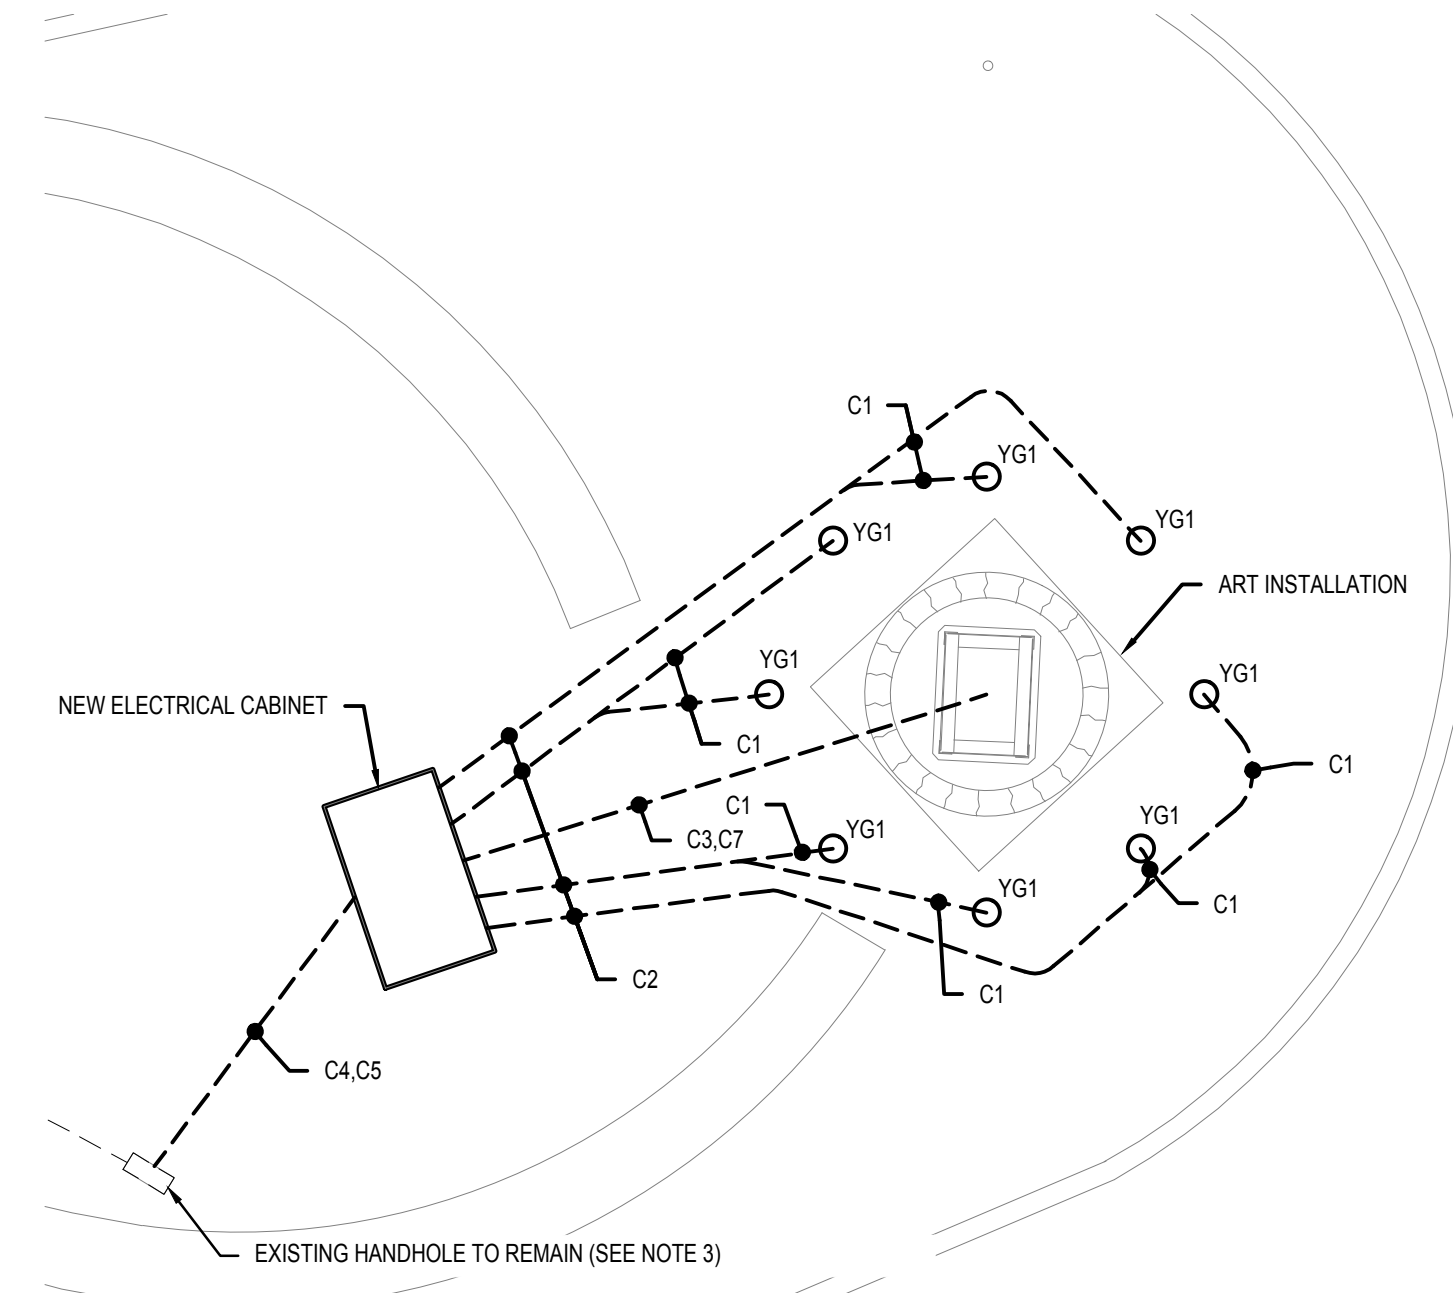 C1
YG1
YG1
YG1
ART INSTALLATION
YG1
YG1
NEW ELECTRICAL CABINET
C1
C1
C1
C3,C7
YG1
YG1
YG1
C1
C2
C1
C4,C5
EXISTING HANDHOLE TO REMAIN (SEE NOTE 3)